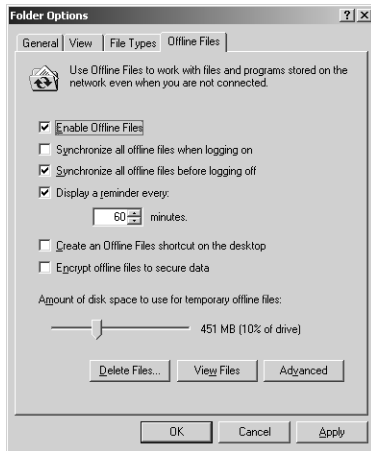 Folder Options
General View File Types Offline Files
Use Offline Files to work with files and programs stored on the
network even when you are not connected.
Enable Offline Files
Synchronize all offline files when logging on
Synchronize all offline files before logging off
Display a reminder every:
60 minutes.
Create an Offline Files shortcut on the desktop
Encrypt offline files to secure data
Amount of disk space to use for temporary offline files:
451 MB (10% of drive)
Delete Files... View Files Advanced
OK Cancel Apply